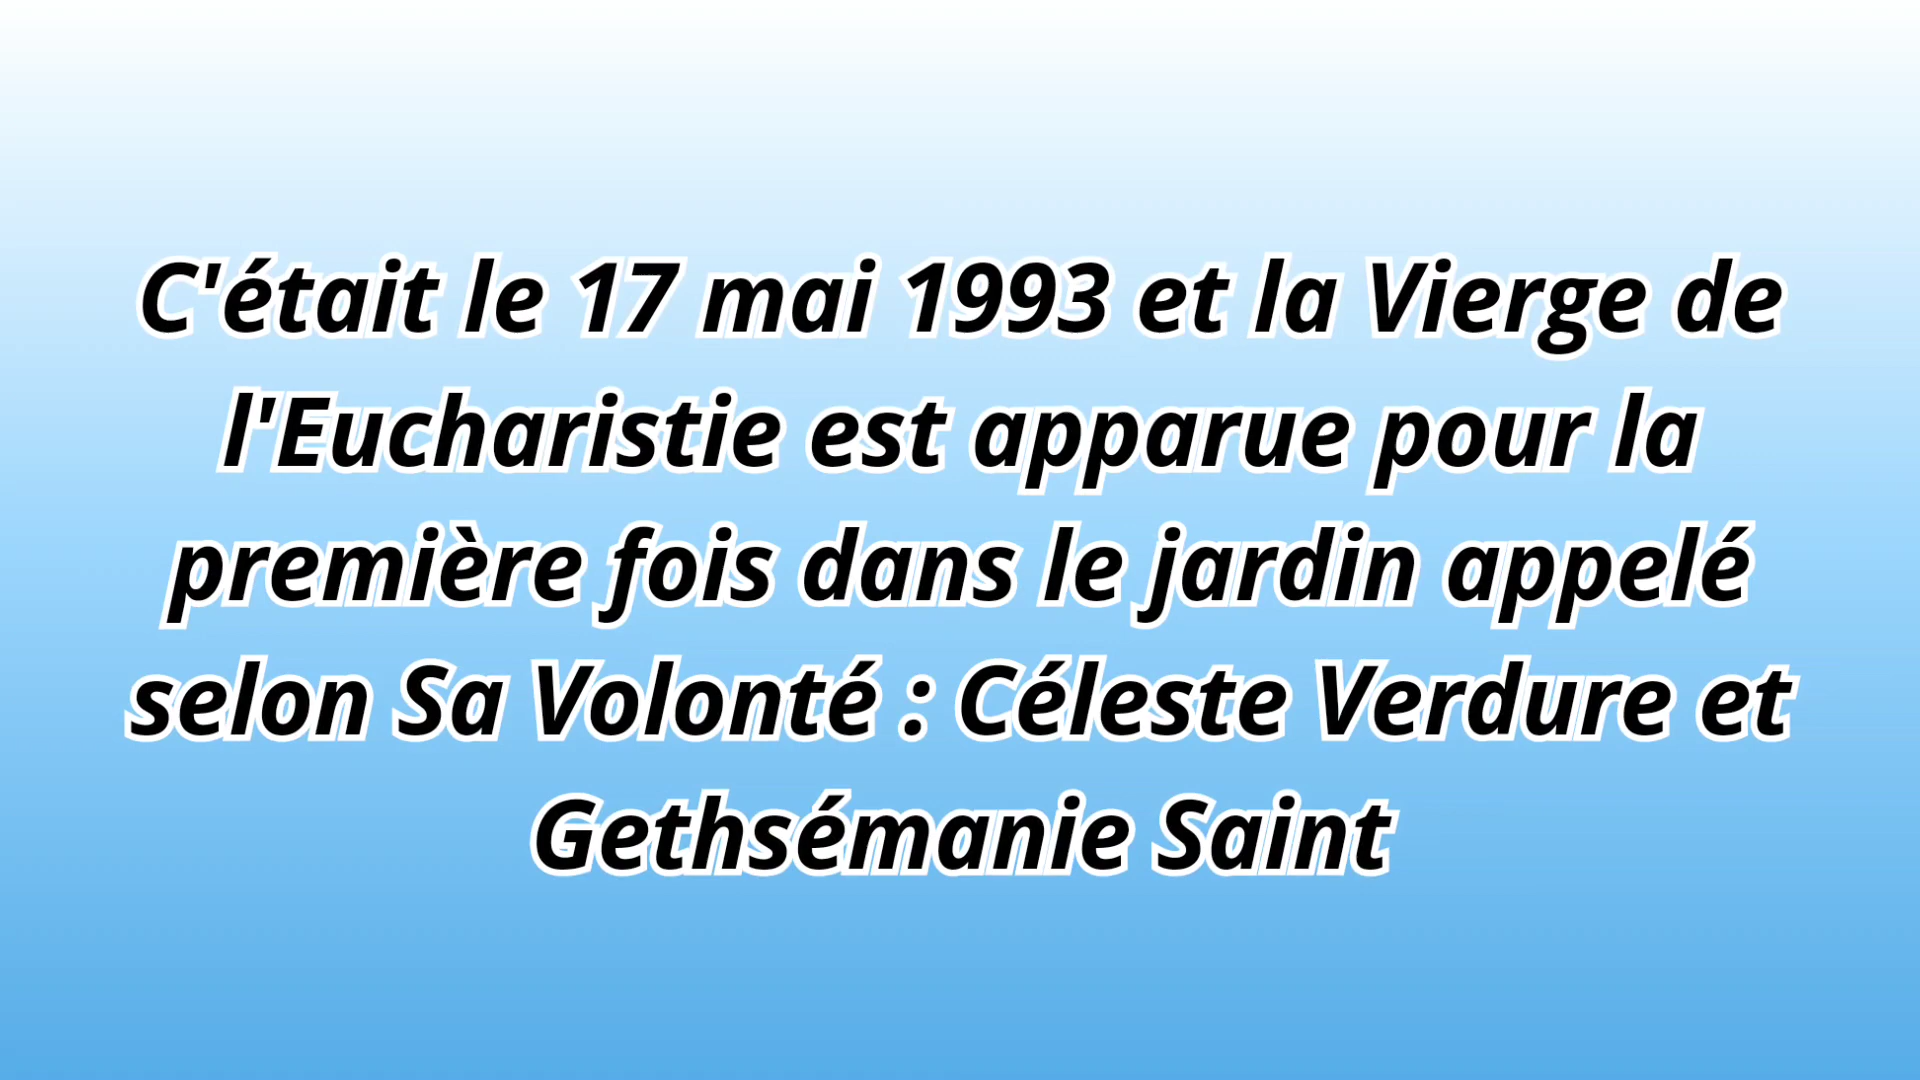 C'était le 17 mai 1993 et la Vierge de
l'Eucharistie est apparue pour la
première fois dans le jardin appelé
selon Sa Volonté : Céleste Verdure et
Gethsémanie Saint